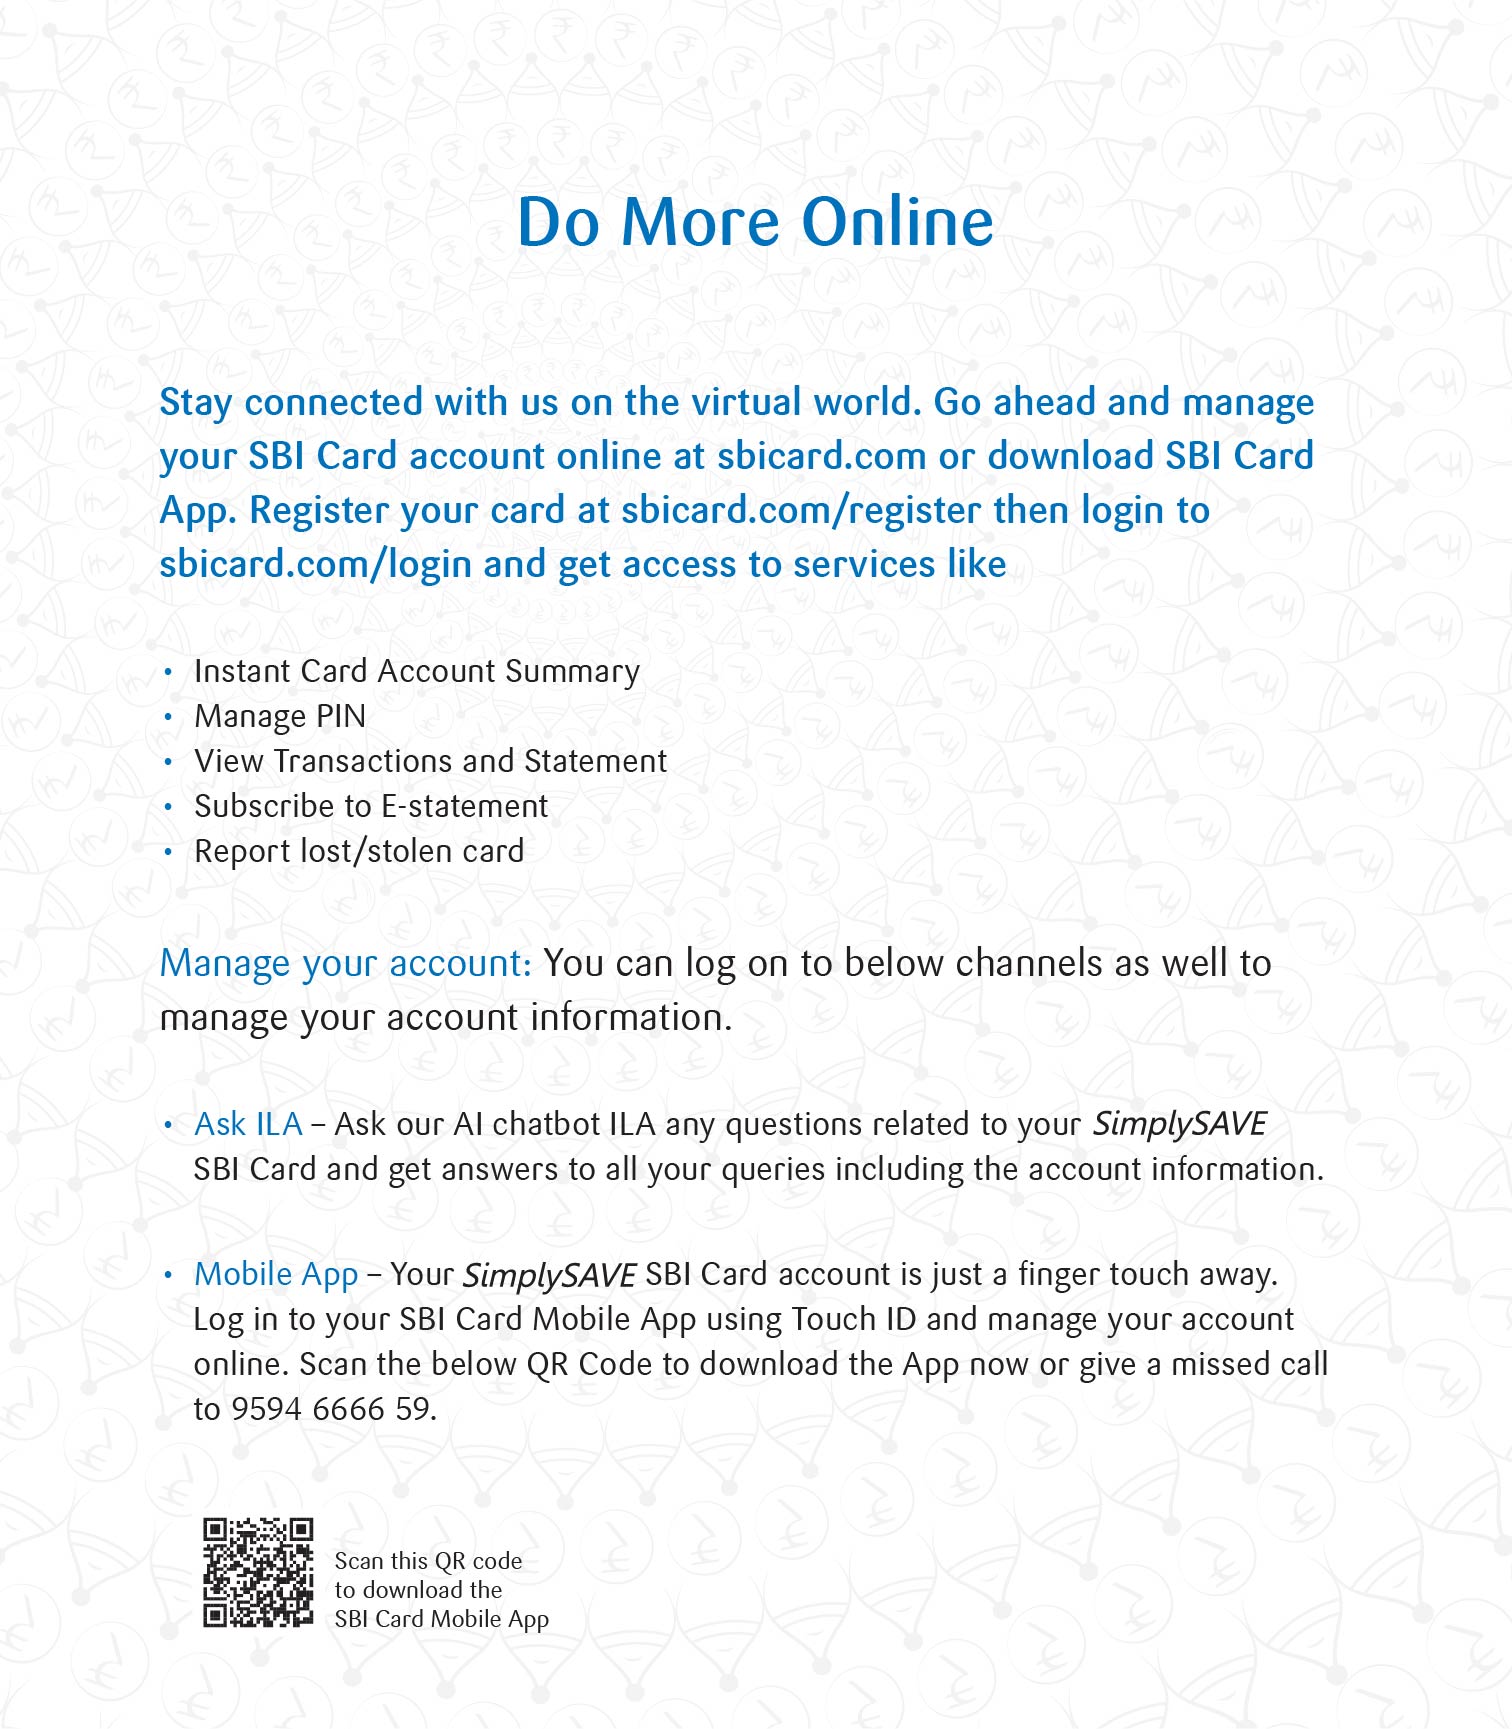 Do More Online
Stay connected with us on the virtual world. Go ahead and manage
your SBI Card account online at sbicard.com or download SBI Card
App. Register your card at sbicard.com/register then login to
sbicard.com/login and get access to services like
• Instant Card Account Summary
• Manage PIN
• View Transactions and Statement
• Subscribe to E-statement
• Report lost/stolen card
Manage your account: You can log on to below channels as well to
manage your account information.
• Ask ILA – Ask our AI chatbot ILA any questions related to your SimplySAVE
SBI Card and get answers to all your queries including the account information.
• Mobile App – Your SimplySAVE SBI Card account is just a finger touch away.
Log in to your SBI Card Mobile App using Touch ID and manage your account
online. Scan the below QR Code to download the App now or give a missed call
to 9594 6666 59.
Scan this QR code
to download the
SBI Card Mobile App